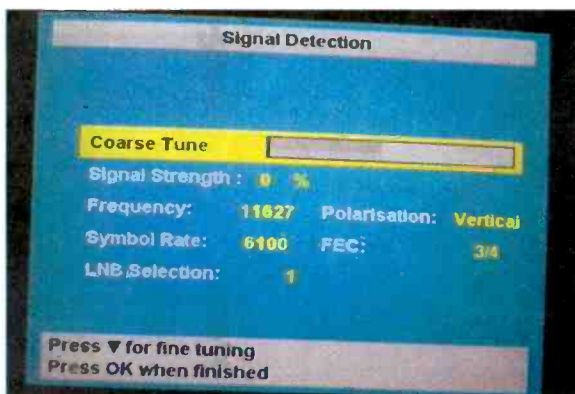 Signal Detection
Coarse Tune
Signal Strength : 0 %
Frequency: 11627 Polarisation: Vertical
Symbol Rate: 6100 FEC: 3/4
LNB Selection: 1
Press ▼ for fine tuning
Press OK when finished